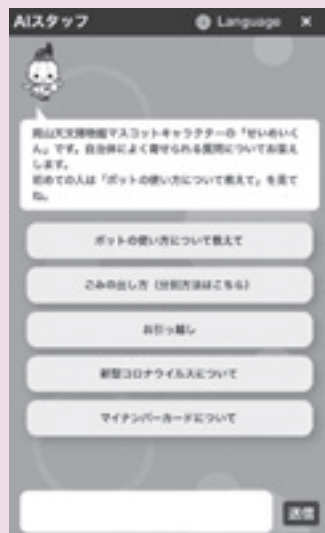 AIスタッフ
Language ×
岡山天文博物館マスコットキャラクターの「せいめいく
ん」です。自治体によく寄せられる質問についてお答え
します。
初めての人は「ボットの使い方について教えて」を見て
ね。
ボットの使い方について教えて
ごみの出し方（分別方法はこちら）
お引っ越し
新型コロナウイルスについて
マイナンバーカードについて
送信